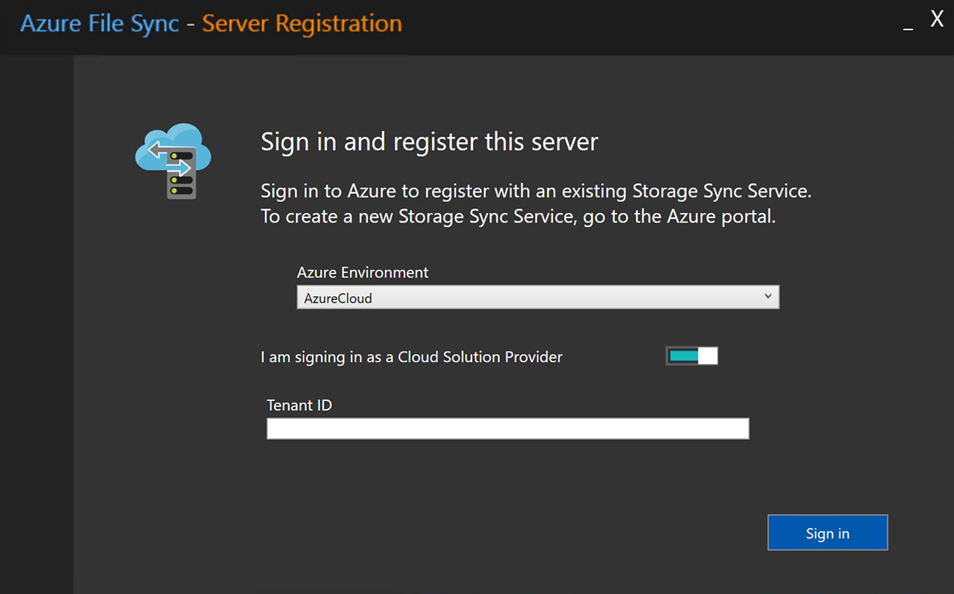 Azure File Sync - Server Registration
_ X
Sign in and register this server
Sign in to Azure to register with an existing Storage Sync Service.
To create a new Storage Sync Service, go to the Azure portal.
Azure Environment
AzureCloud
I am signing in as a Cloud Solution Provider
Tenant ID
Sign in